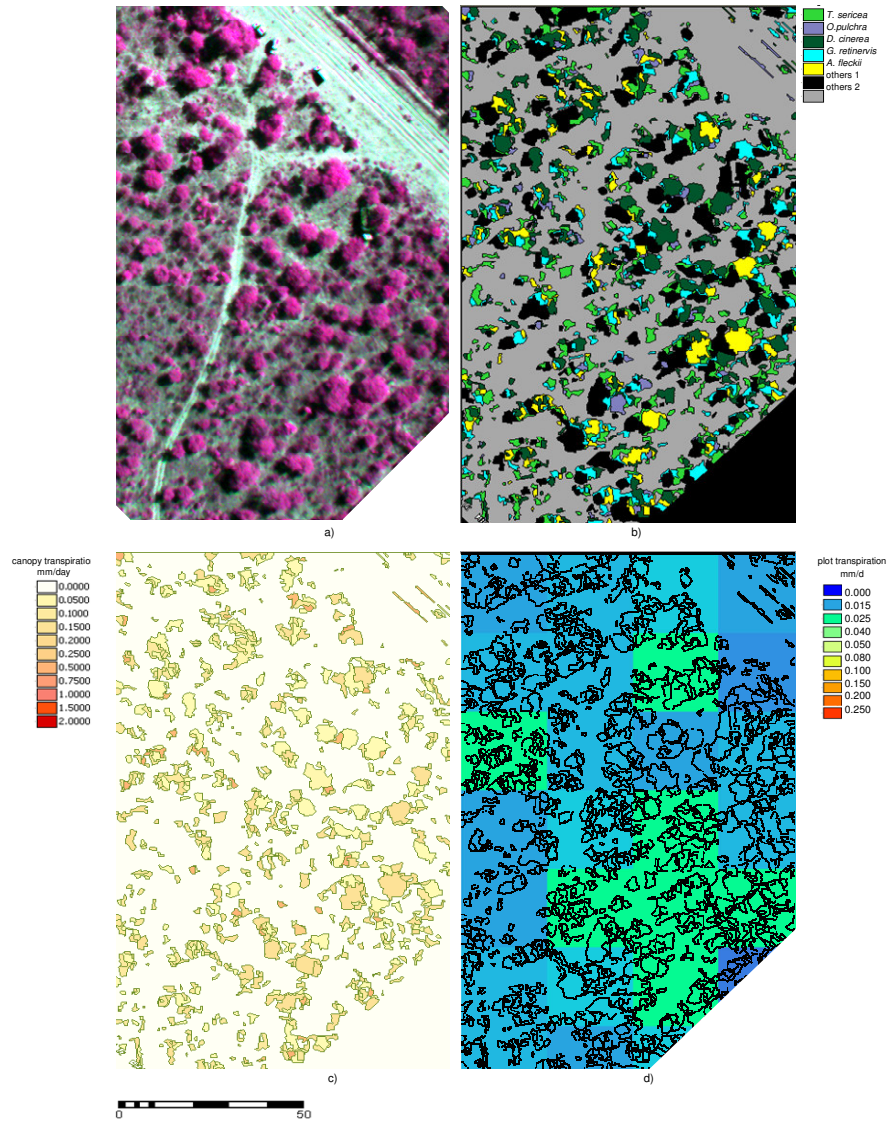 T. sericea
O.pulchra
D. cinerea
G. retinervis
A. fleckii
others 1
others 2
a)
b)
canopy transpiratio
mm/day
0.0000
0.0500
0.1000
0.1500
0.2000
0.2500
0.5000
0.7500
1.0000
1.5000
2.0000
plot transpiration
mm/d
0.000
0.015
0.025
0.040
0.050
0.080
0.100
0.150
0.200
0.250
c)
d)
0
50